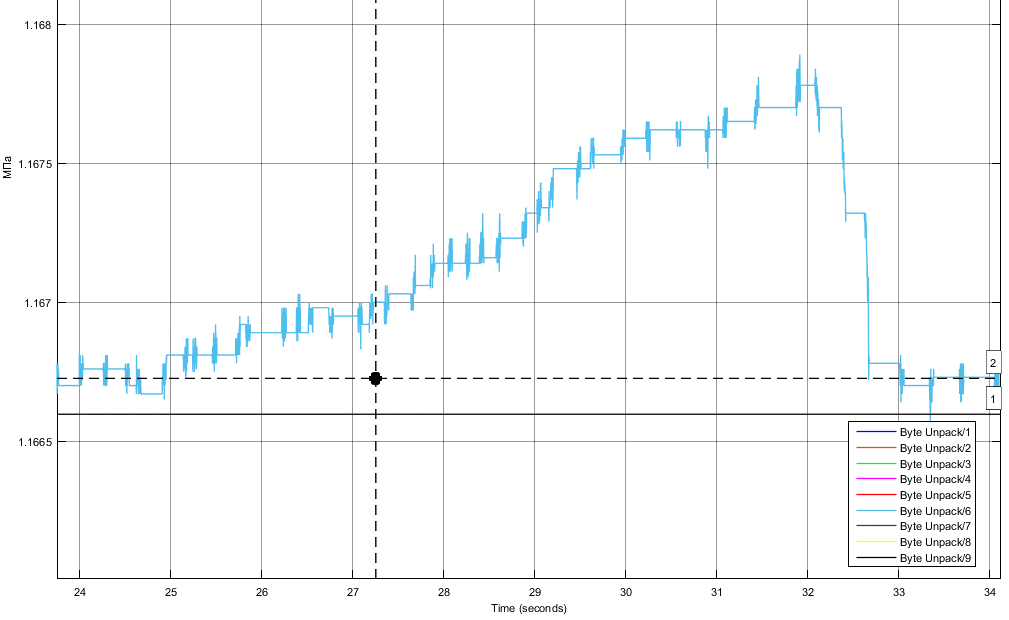 1.168
1.1675
1.167
1.1665
МПа
2
1
Byte Unpack/1
Byte Unpack/2
Byte Unpack/3
Byte Unpack/4
Byte Unpack/5
Byte Unpack/6
Byte Unpack/7
Byte Unpack/8
Byte Unpack/9
24 25 26 27 28 29 30 31 32 33 34
Time (seconds)